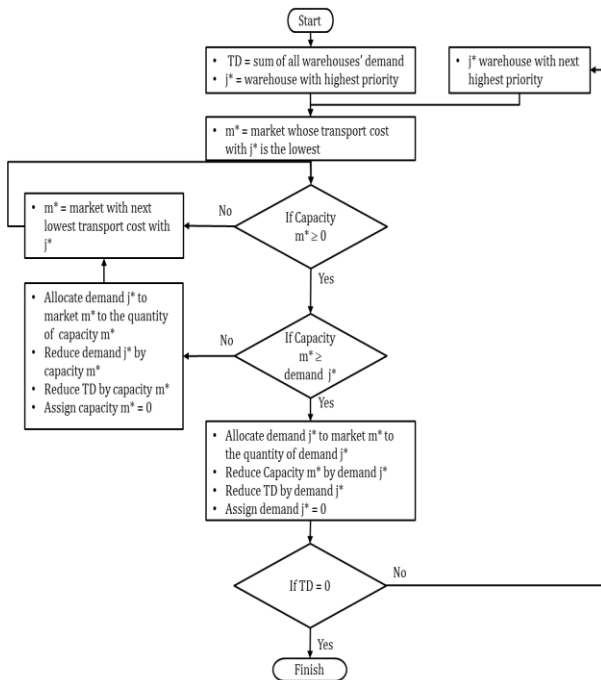 Start
• TD = sum of all warehouses' demand
• j* = warehouse with highest priority
• j* warehouse with next
highest priority
• m* = market whose transport cost
with j* is the lowest
• m* = market with next
lowest transport cost with
j*
No
If Capacity
m* ≥ 0
Yes
• Allocate demand j* to
market m* to the quantity
of capacity m*
• Reduce demand j* by
capacity m*
• Reduce TD by capacity m*
• Assign capacity m* = 0
No
If Capacity
m* ≥
demand j*
Yes
• Allocate demand j* to market m* to
the quantity of demand j*
• Reduce Capacity m* by demand j*
• Reduce TD by demand j*
• Assign demand j* = 0
If TD = 0
No
Yes
Finish